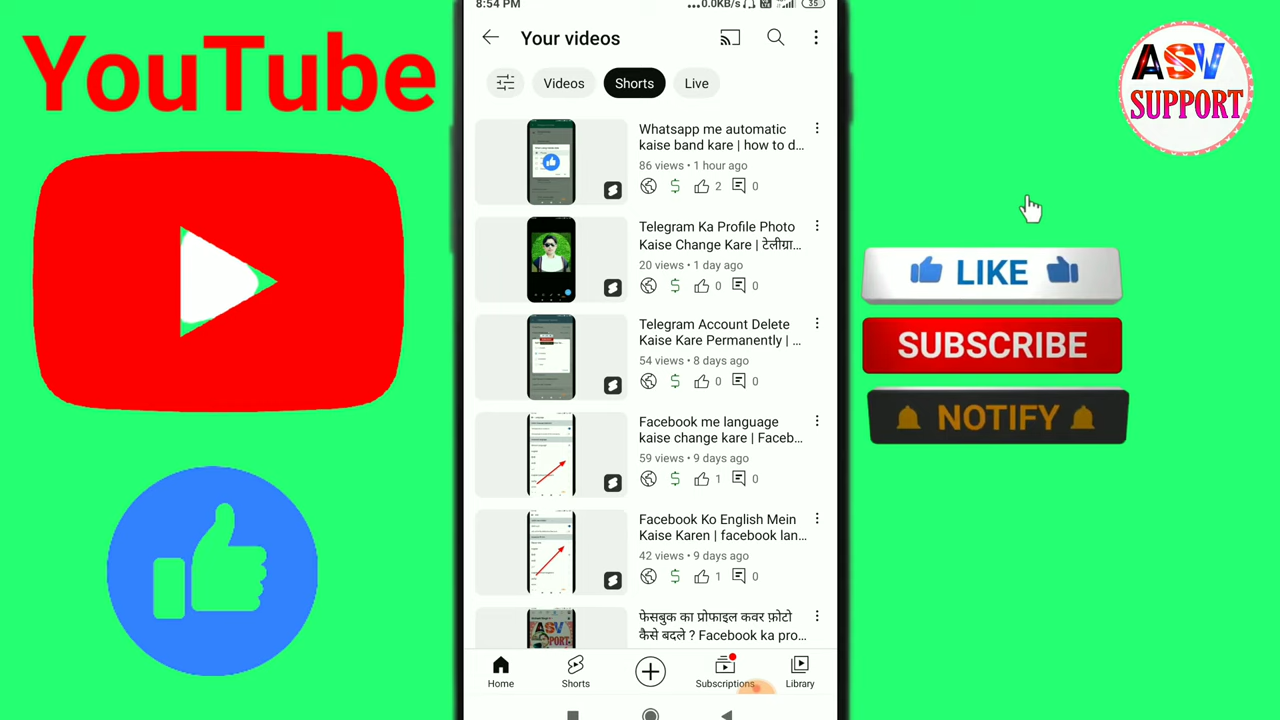 YouTube
8:54 PM
...0.0KB/s
35
Your videos
Videos
Shorts
Live
Whatsapp me automatic
kaise band kare | how to d...
86 views • 1 hour ago
2
0
Telegram Ka Profile Photo
Kaise Change Kare | टेलीग्रा...
20 views • 1 day ago
0
0
Telegram Account Delete
Kaise Kare Permanently | ...
54 views • 8 days ago
0
Facebook me language
kaise change kare | Faceb...
59 views • 9 days ago
1
0
Facebook Ko English Mein
Kaise Karen | facebook lan...
42 views • 9 days ago
1
0
फेसबुक का प्रोफाइल कवर फ़ोटो
कैसे बदले ? Facebook ka pro...
Home
Shorts
Subscriptions
Library
ASV
SUPPORT
LIKE
SUBSCRIBE
NOTIFY